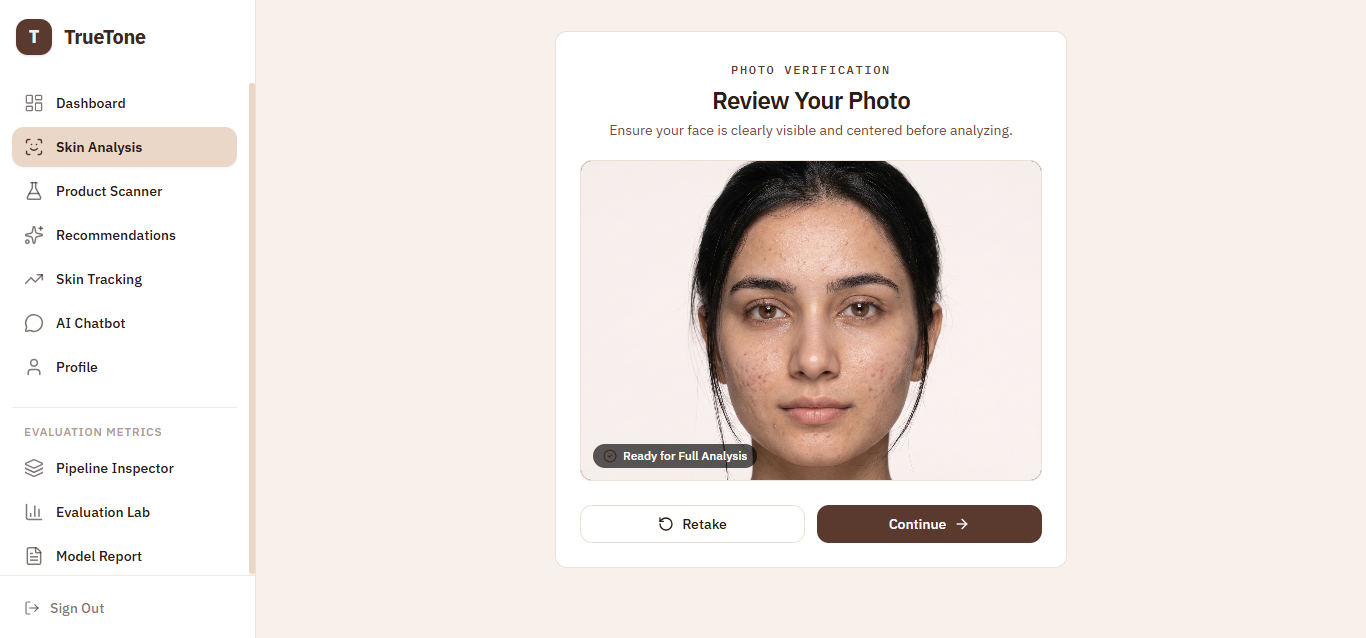 T TrueTone
Dashboard
Skin Analysis
Product Scanner
Recommendations
Skin Tracking
AI Chatbot
Profile
EVALUATION METRICS
Pipeline Inspector
Evaluation Lab
Model Report
Sign Out
PHOTO VERIFICATION
Review Your Photo
Ensure your face is clearly visible and centered before analyzing.
Ready for Full Analysis
Retake
Continue